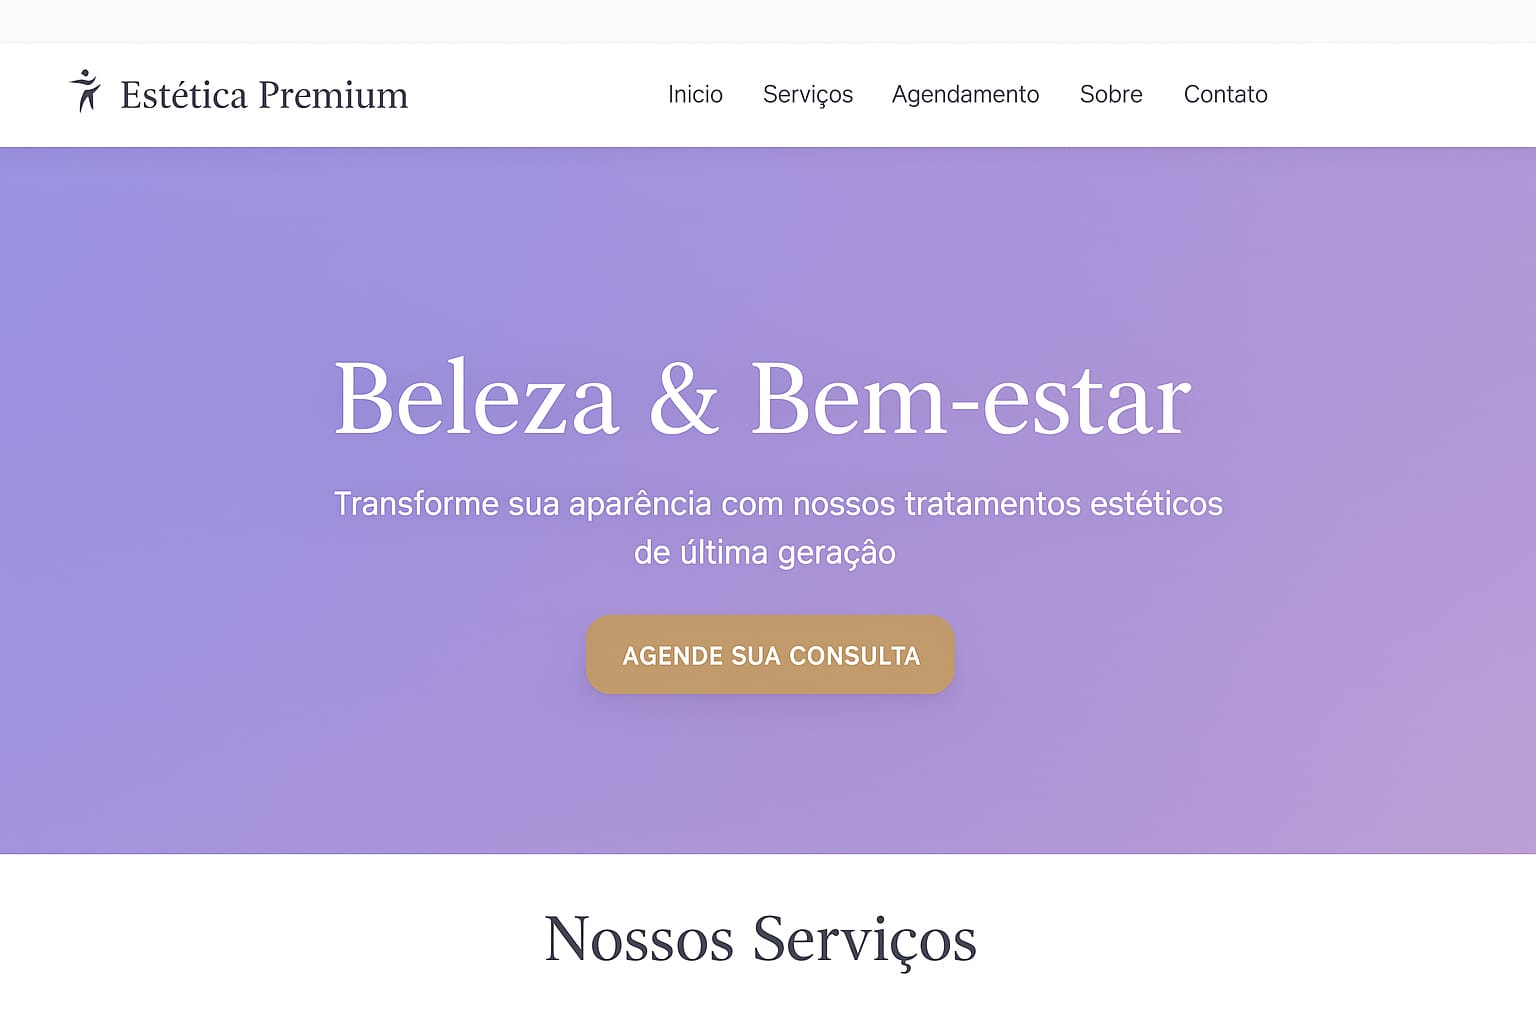 Estética Premium
Inicio Serviços Agendamento Sobre Contato
Beleza & Bem-estar
Transforme sua aparência com nossos tratamentos estéticos
de última geraçâo
AGENDE SUA CONSULTA
Nossos Serviços